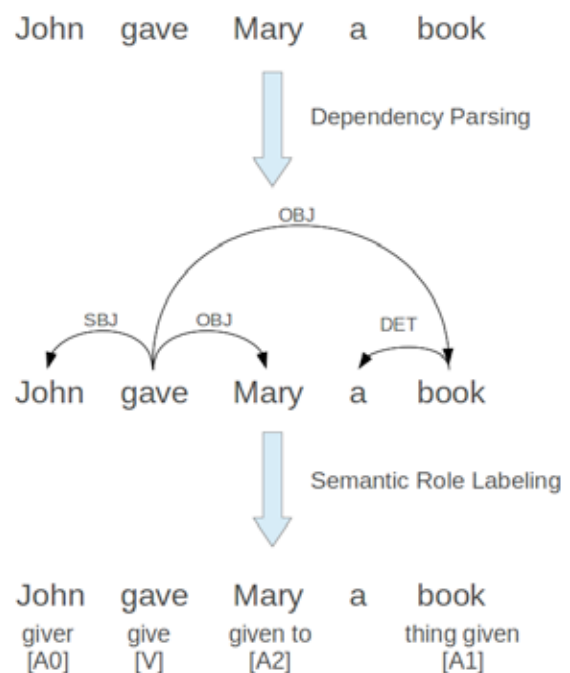 John gave Mary a book
Dependency Parsing
OBJ
SBJ OBJ DET
John gave Mary a book
Semantic Role Labeling
John gave Mary a book
giver give given to thing given
[A0] [V] [A2] [A1]